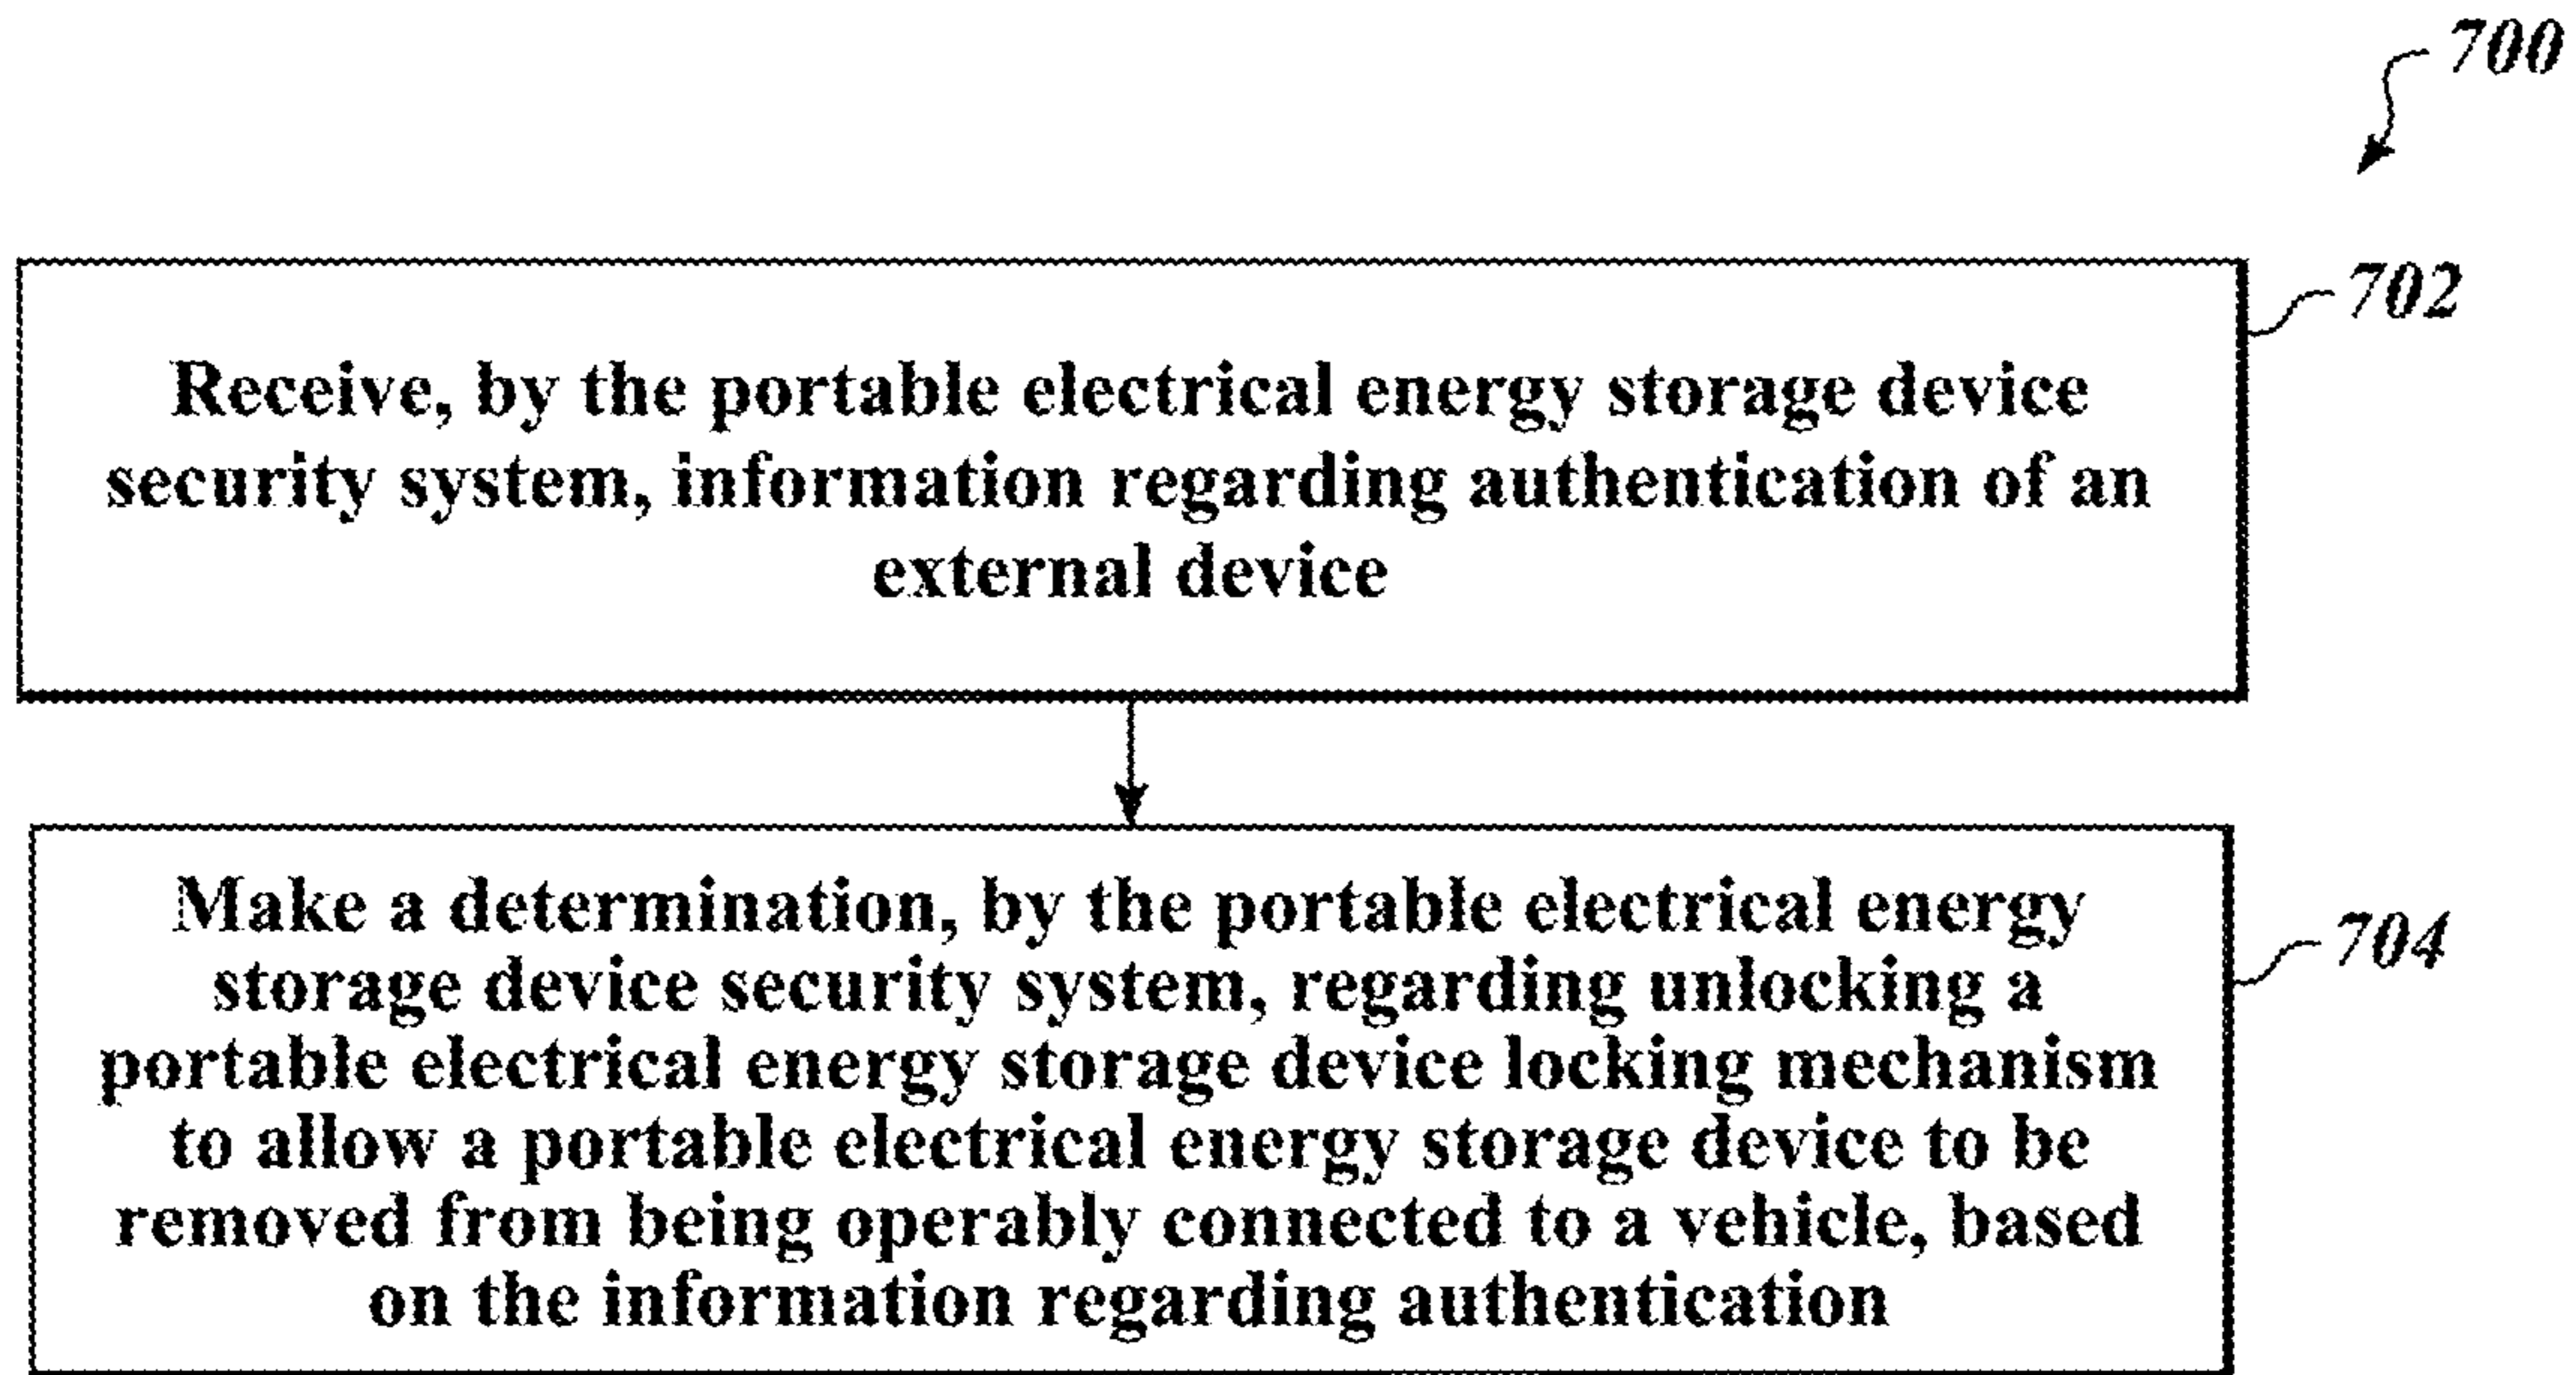 700
702
Receive, by the portable electrical energy storage device
security system, information regarding authentication of an
external device
Make a determination, by the portable electrical energy
storage device security system, regarding unlocking a
704
portable electrical energy storage device locking mechanism
to allow a portable electrical energy storage device to be
removed from being operably connected to a vehicle, based
on the information regarding authentication